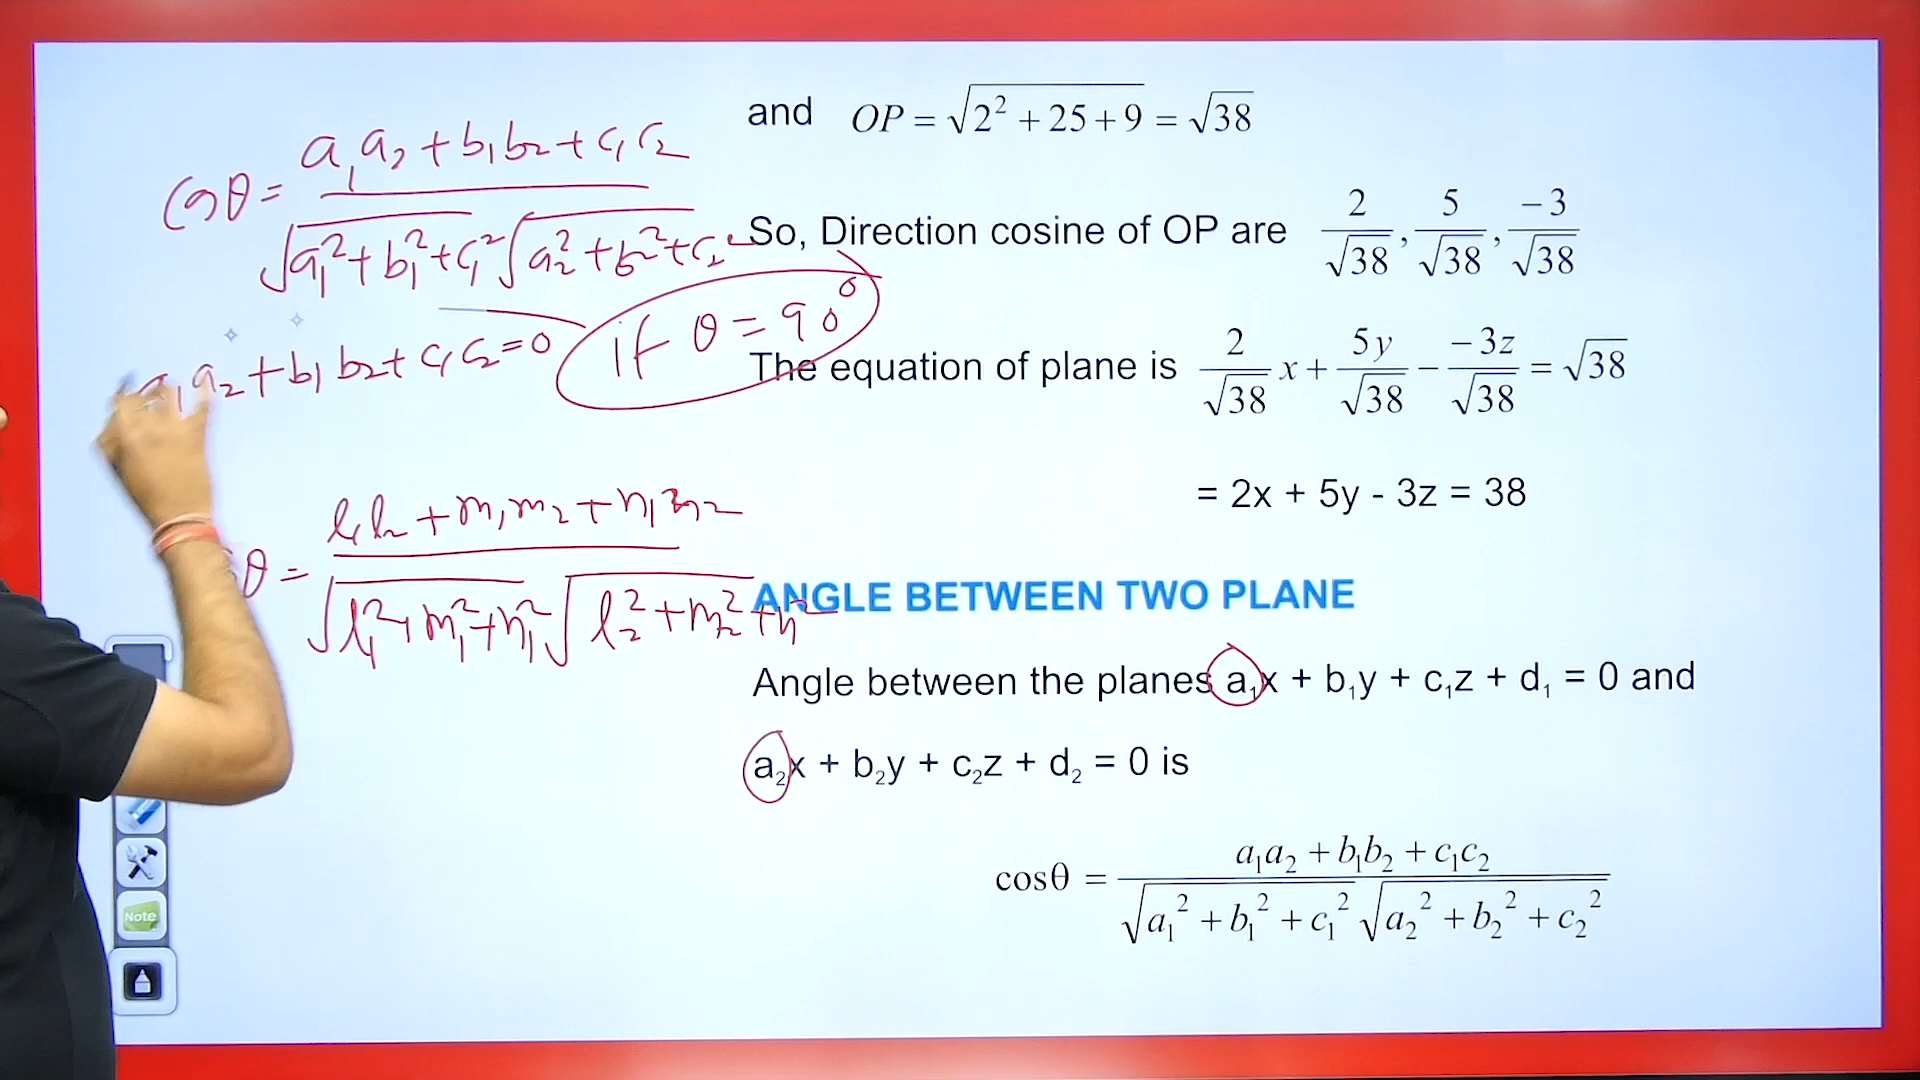 and OP = √(2² + 25 + 9) = √38
So, Direction cosine of OP are 2/√38, 5/√38, −3/√38
The equation of plane is 2/√38 x + 5y/√38 − −3z/√38 = √38
= 2x + 5y - 3z = 38
ANGLE BETWEEN TWO PLANE
Angle between the planes a₁x + b₁y + c₁z + d₁ = 0 and
a₂x + b₂y + c₂z + d₂ = 0 is
cosθ = (a₁a₂ + b₁b₂ + c₁c₂) / (√(a₁² + b₁² + c₁²) √(a₂² + b₂² + c₂²))
Cosθ = (a₁a₂ + b₁b₂ + c₁c₂) / (√(a₁² + b₁² + c₁²) √(a₂² + b₂² + c₂²))
a₁a₂ + b₁b₂ + c₁c₂ = 0 if θ = 90°
θ = (l₁l₂ + m₁m₂ + n₁n₂) / (√(l₁² + m₁² + n₁²) √(l₂² + m₂² + n²))
Note